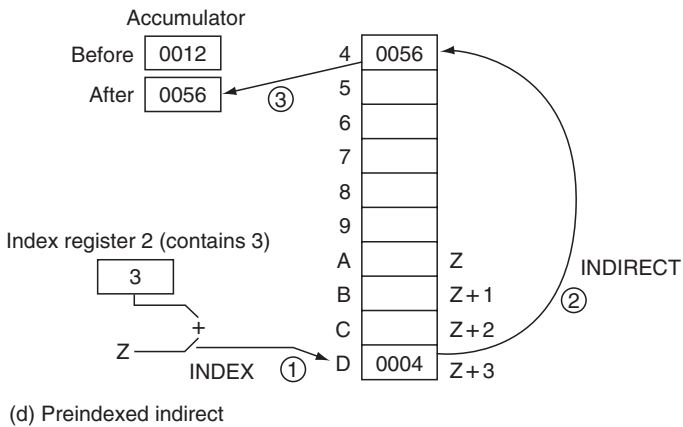 Accumulator
Before 0012
After 0056
3
4 0056
5
6
7
8
9
A Z
B Z+1
C Z+2
D 0004 Z+3
INDIRECT
2
Index register 2 (contains 3)
3
+
Z
INDEX 1
(d) Preindexed indirect